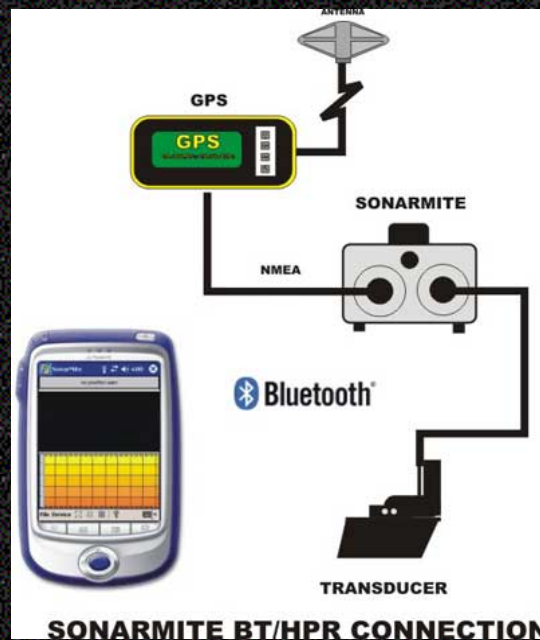 ANTENNA
GPS
GPS
SONARMITE
NMEA
Bluetooth®
TRANSDUCER
SONARMITE BT/HPR CONNECTION